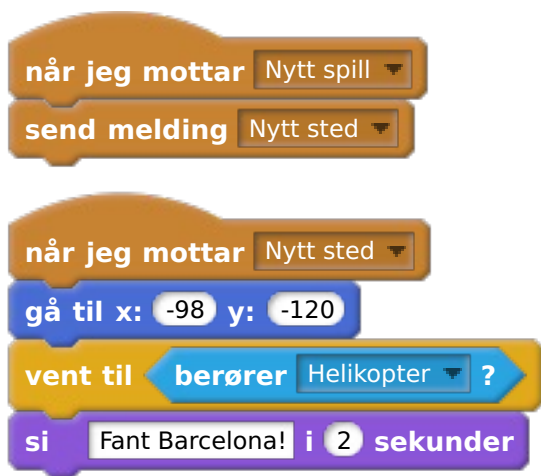 når jeg mottar Nytt spill
send melding Nytt sted
når jeg mottar Nytt sted
gå til x: -98 y: -120
vent til berører Helikopter ?
si Fant Barcelona! i 2 sekunder